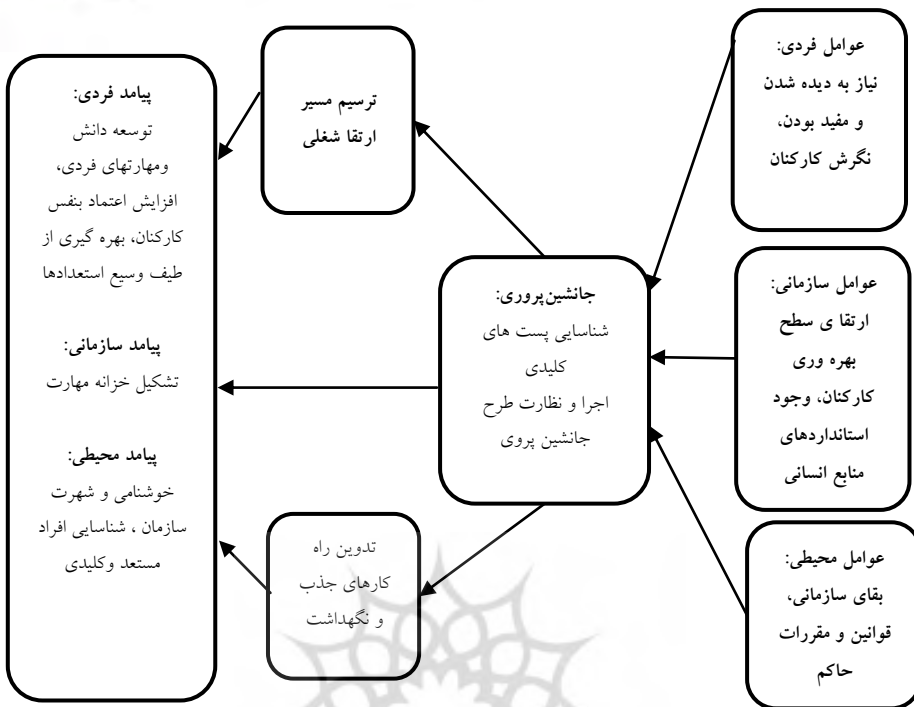 عوامل فردی:
نیاز به دیده شدن
و مفید بودن،
نگرش کارکنان
عوامل سازمانی:
ارتقا ی سطح
بهره وری
کارکنان، وجود
استانداردهای
منابع انسانی
عوامل محیطی:
بقای سازمانی،
قوانین و مقررات
حاکم
جانشین‌پروری:
شناسایی پست های
کلیدی
اجرا و نظارت طرح
جانشین پروی
ترسیم مسیر
ارتقا شغلی
تدوین راه
کارهای جذب
و نگهداشت
پیامد فردی:
توسعه دانش
ومهارتهای فردی،
افزایش اعتماد بنفس
کارکنان، بهره گیری از
طیف وسیع استعدادها
پیامد سازمانی:
تشکیل خزانه مهارت
پیامد محیطی:
خوشنامی و شهرت
سازمان ، شناسایی افراد
مستعد وکلیدی